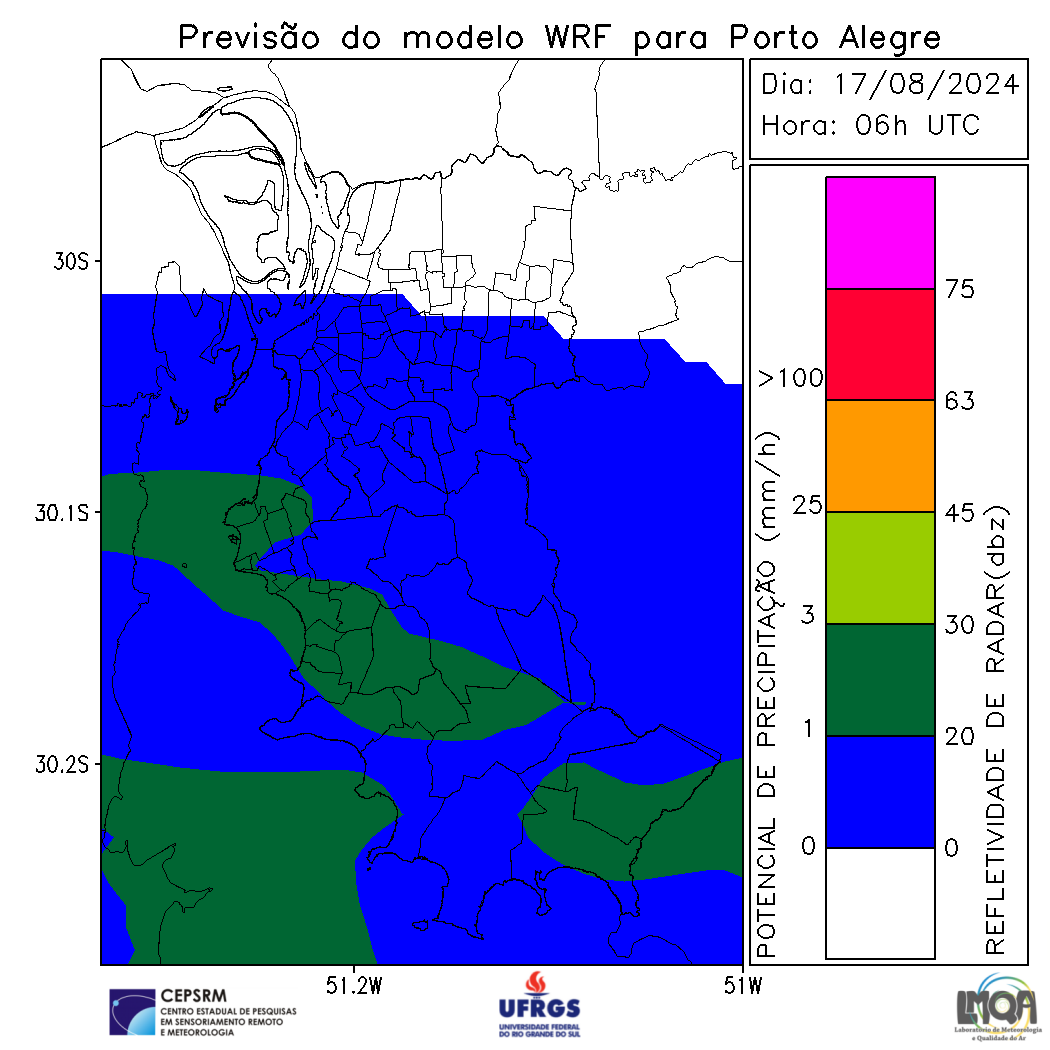 Previsão do modelo WRF para Porto Alegre
Dia: 17/08/2024
Hora: 06h UTC
30S
30.1S
30.2S
51.2W
51W
POTENCIAL DE PRECIPITAÇÃO (mm/h)
>100
25
3
1
0
75
63
45
30
20
0
REFLETIVIDADE DE RADAR(dbz)
CEPSRM
CENTRO ESTADUAL DE PESQUISAS
EM SENSORIAMENTO REMOTO
E METEOROLOGIA
UFRGS
UNIVERSIDADE FEDERAL
DO RIO GRANDE DO SUL
LMQA
Laboratório de Meteorologia
e Qualidade do Ar